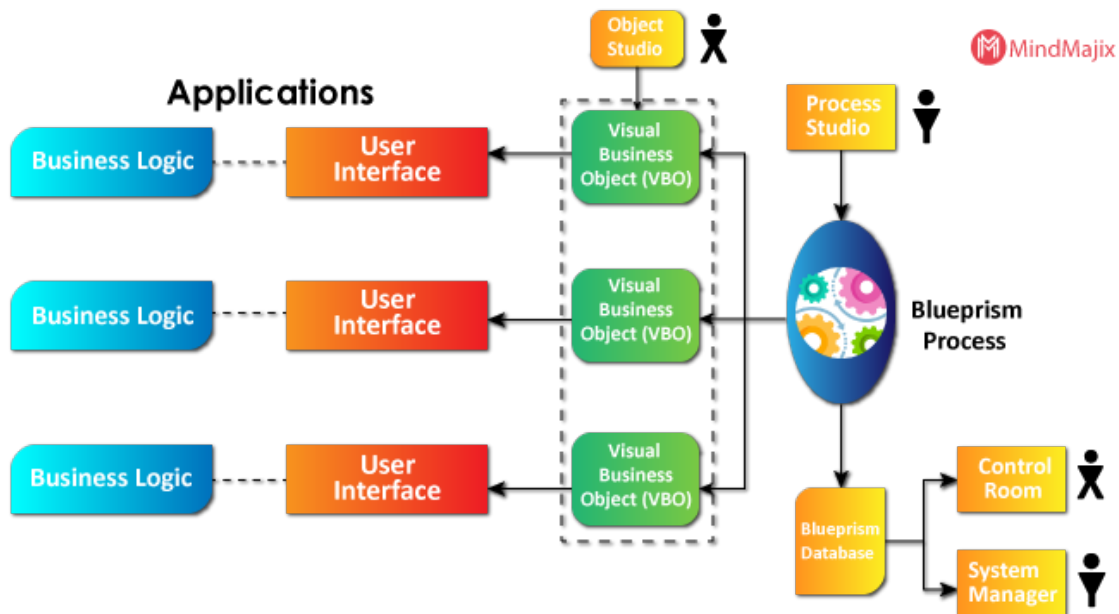 Object
Studio
MindMajix
Applications
Process
Studio
Business Logic
User
Interface
Visual
Business
Object (VBO)
Business Logic
User
Interface
Visual
Business
Object (VBO)
Blueprism
Process
Business Logic
User
Interface
Visual
Business
Object (VBO)
Blueprism
Database
Control
Room
System
Manager